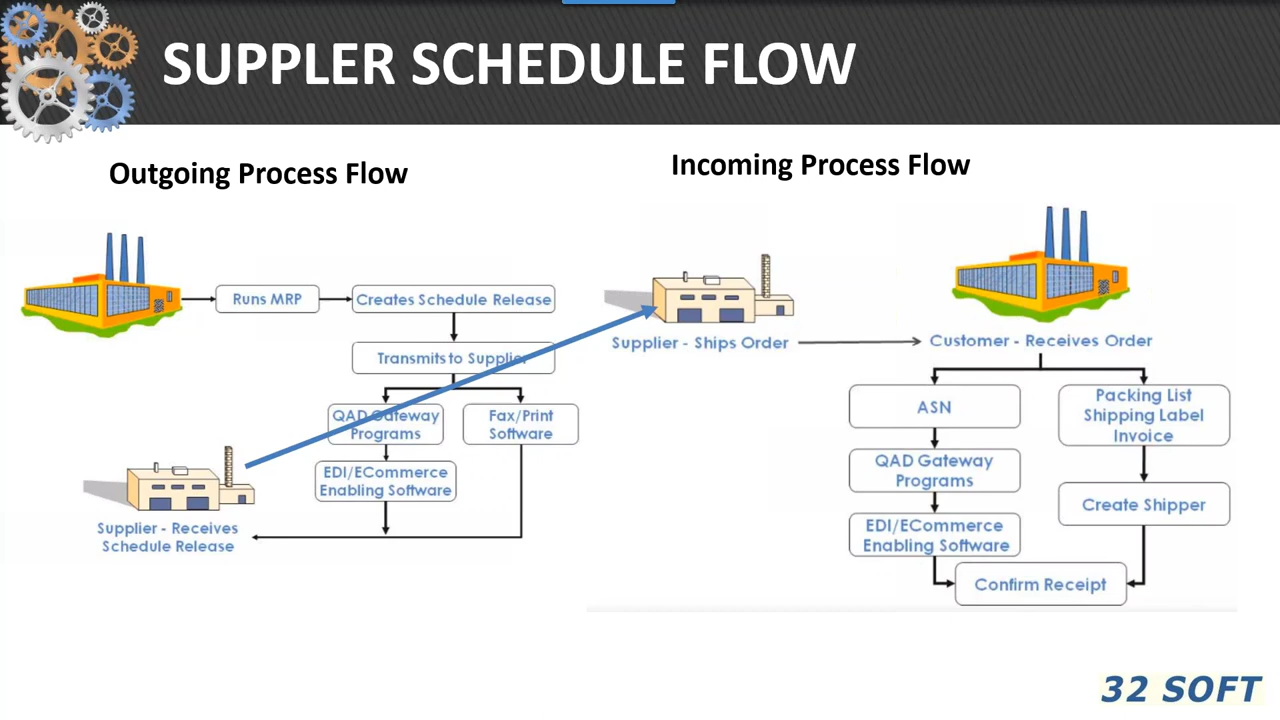 SUPPLER SCHEDULE FLOW
Outgoing Process Flow
Runs MRP
Creates Schedule Release
Transmits to Supplier
QAD Gateway
Programs
Fax/Print
Software
EDI/ECommerce
Enabling Software
Supplier - Receives
Schedule Release
Incoming Process Flow
Supplier - Ships Order
Customer - Receives Order
ASN
Packing List
Shipping Label
Invoice
QAD Gateway
Programs
Create Shipper
EDI/ECommerce
Enabling Software
Confirm Receipt
32 SOFT